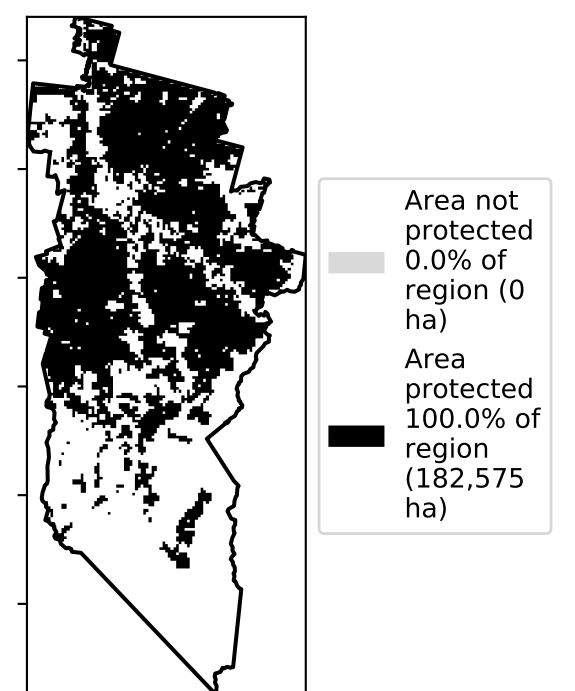 Area not
protected
0.0% of
region (0
ha)
Area
protected
100.0% of
region
(182,575
ha)